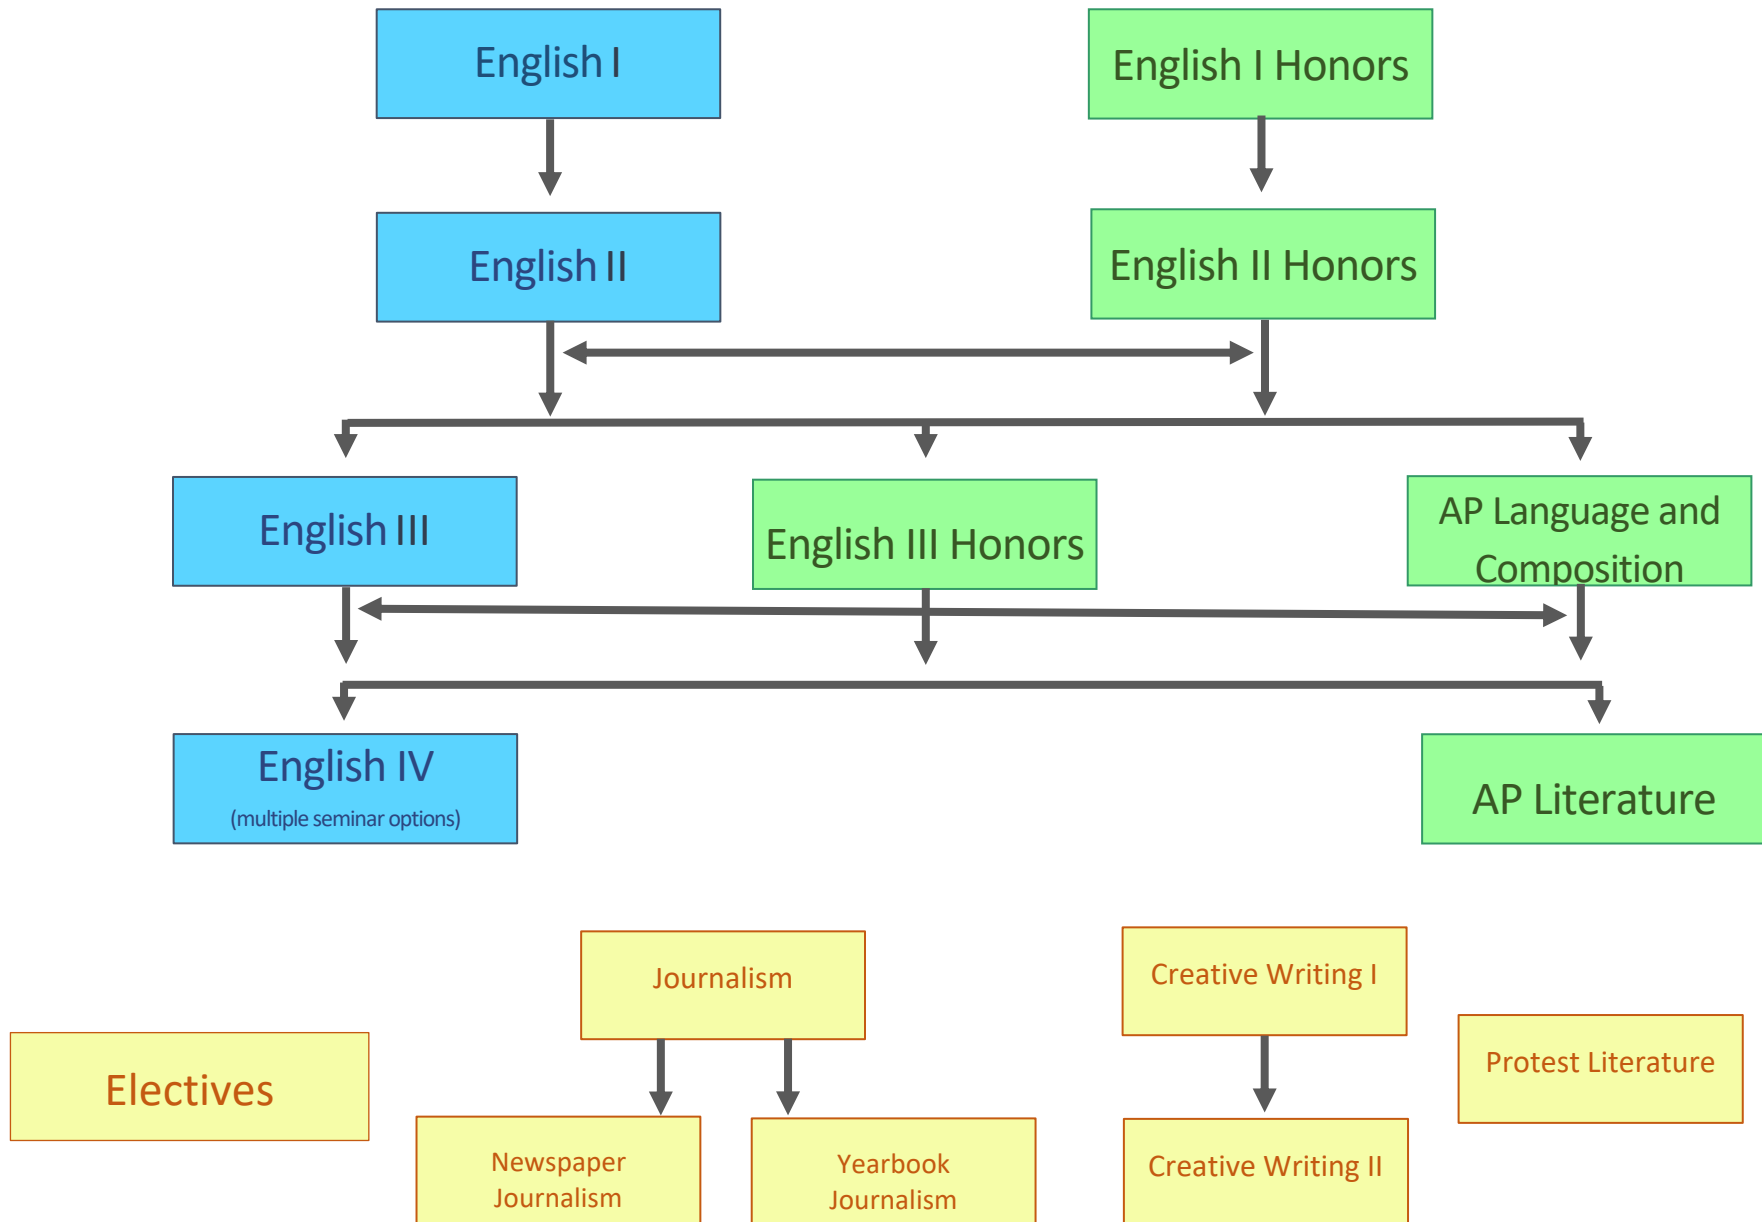 English I
English I Honors
English II
English II Honors
English III
English III Honors
AP Language and
Composition
English IV
(multiple seminar options)
AP Literature
Electives
Journalism
Newspaper
Journalism
Yearbook
Journalism
Creative Writing I
Creative Writing II
Protest Literature